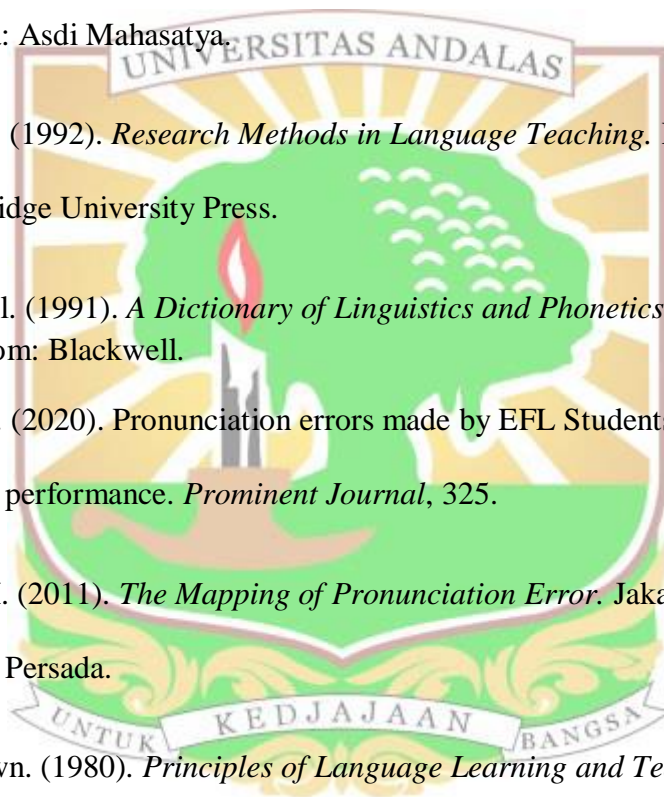 : Asdi Mahasatya.
UNIVERSITAS ANDALAS
(1992). Research Methods in Language Teaching.
idge University Press.
l. (1991). A Dictionary of Linguistics and Phonetics
om: Blackwell.
. (2020). Pronunciation errors made by EFL Students
performance. Prominent Journal, 325.
. (2011). The Mapping of Pronunciation Error. Jaka
Persada.
UNTUK KEDJAJAAN BANGSA
wn. (1980). Principles of Language Learning and Te